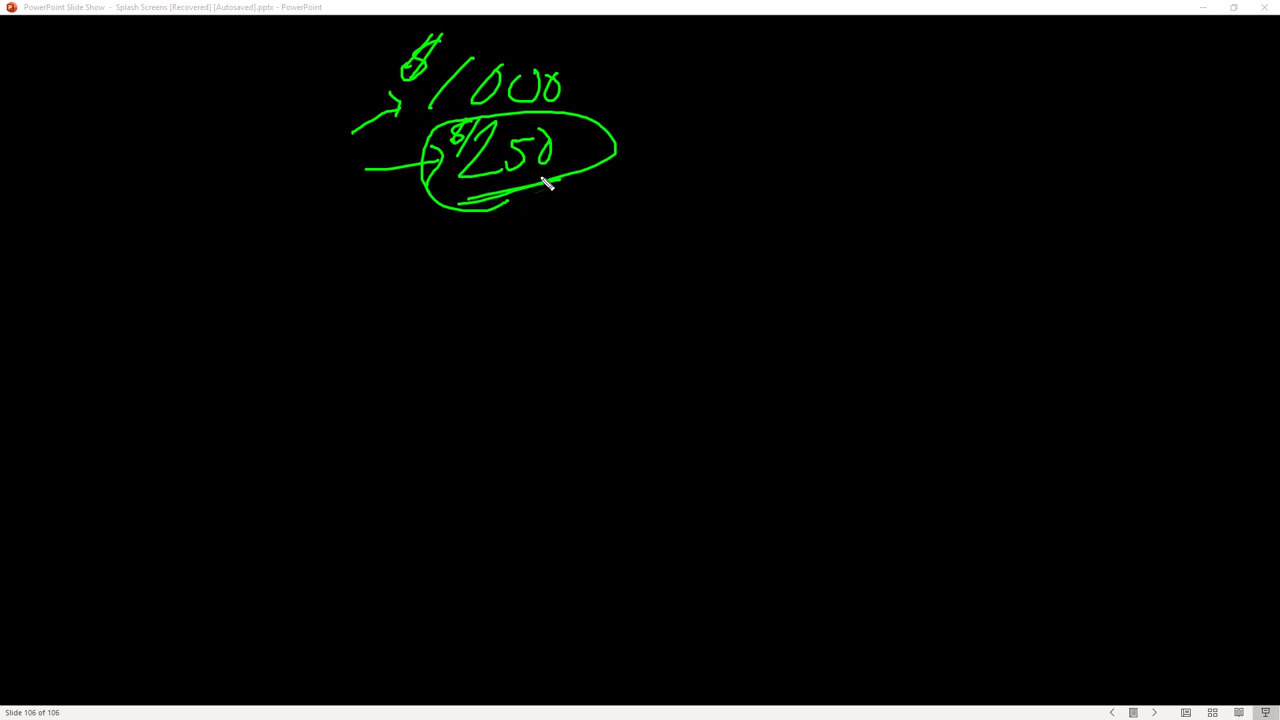 PowerPoint Slide Show - Splash Screens [Recovered] [Autosaved].pptx - PowerPoint
$1000
$250
Slide 106 of 106